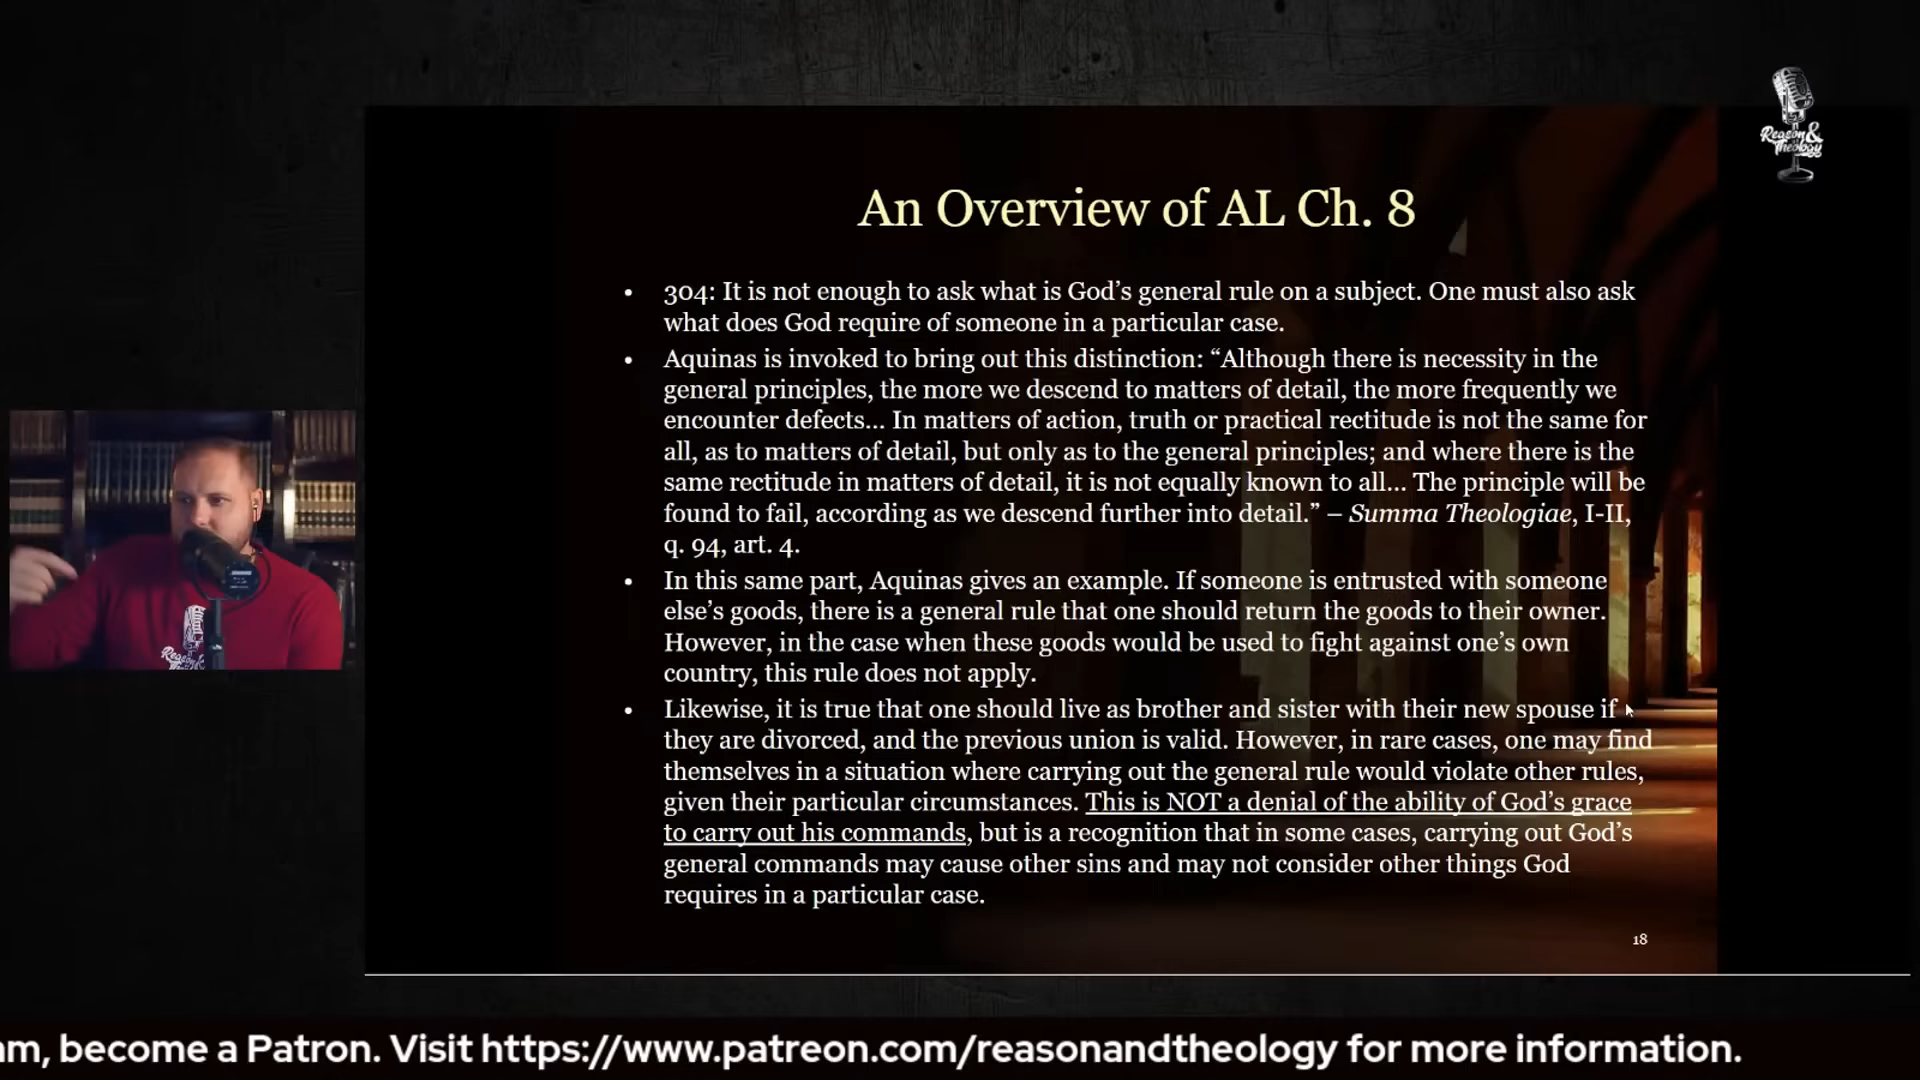 Reason &
Theology
An Overview of AL Ch. 8
• 304: It is not enough to ask what is God’s general rule on a subject. One must also ask
what does God require of someone in a particular case.
• Aquinas is invoked to bring out this distinction: “Although there is necessity in the
general principles, the more we descend to matters of detail, the more frequently we
encounter defects... In matters of action, truth or practical rectitude is not the same for
all, as to matters of detail, but only as to the general principles; and where there is the
same rectitude in matters of detail, it is not equally known to all... The principle will be
found to fail, according as we descend further into detail.” – Summa Theologiae, I-II,
q. 94, art. 4.
• In this same part, Aquinas gives an example. If someone is entrusted with someone
else’s goods, there is a general rule that one should return the goods to their owner.
However, in the case when these goods would be used to fight against one’s own
country, this rule does not apply.
• Likewise, it is true that one should live as brother and sister with their new spouse if
they are divorced, and the previous union is valid. However, in rare cases, one may find
themselves in a situation where carrying out the general rule would violate other rules,
given their particular circumstances. This is NOT a denial of the ability of God’s grace
to carry out his commands, but is a recognition that in some cases, carrying out God’s
general commands may cause other sins and may not consider other things God
requires in a particular case.
18
am, become a Patron. Visit https://www.patreon.com/reasonandtheology for more information.